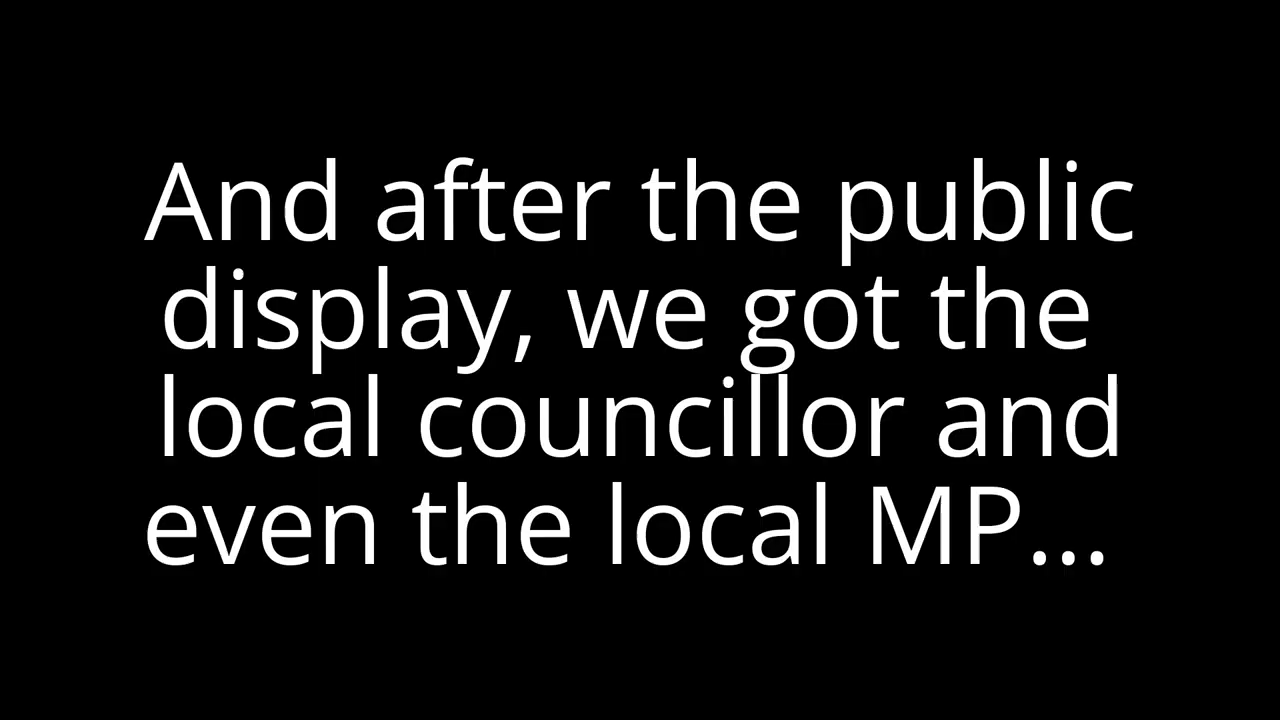 And after the public
display, we got the
local councillor and
even the local MP...